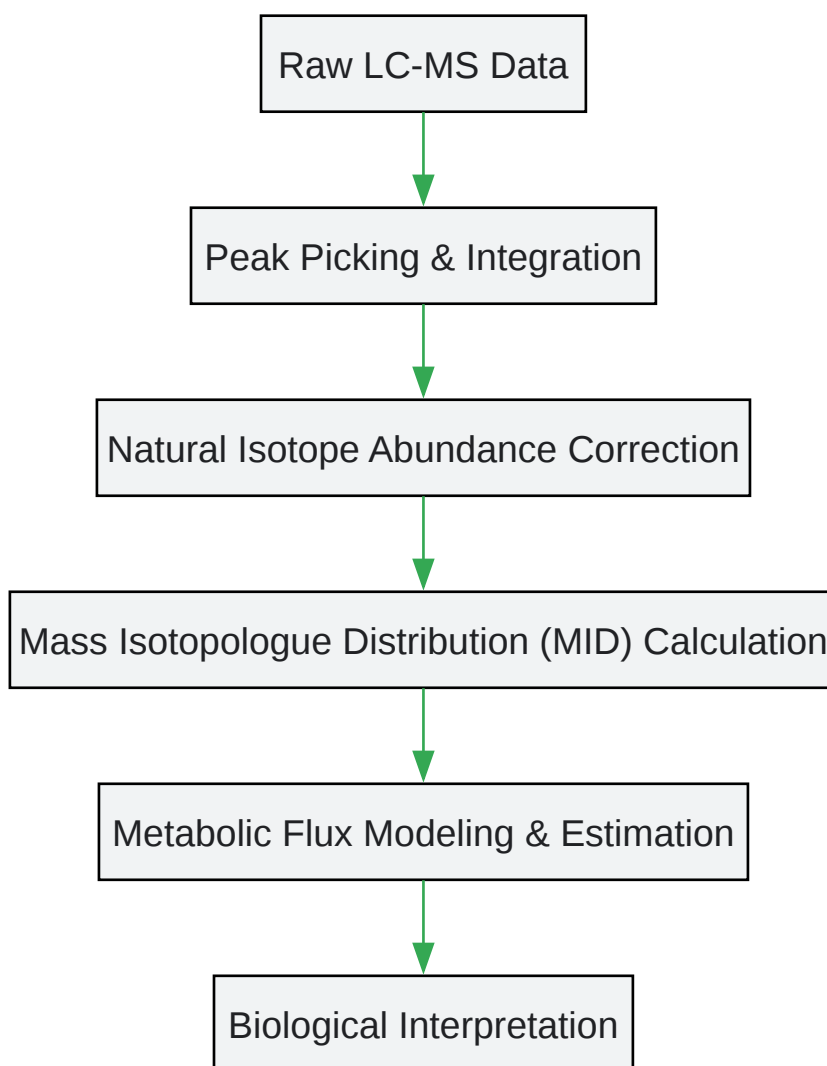 Raw LC-MS Data
Peak Picking & Integration
Natural Isotope Abundance Correction
Mass Isotopologue Distribution (MID) Calculation
Metabolic Flux Modeling & Estimation
Biological Interpretation